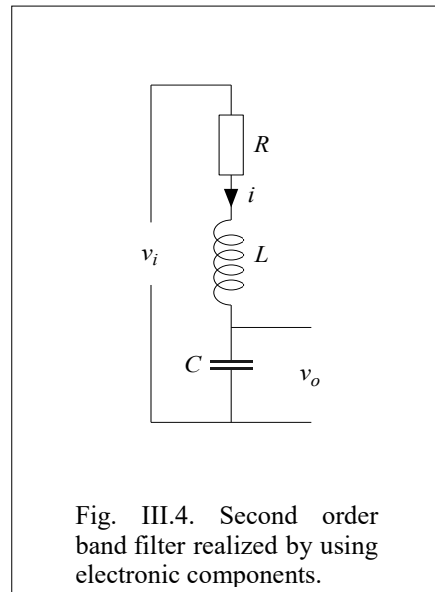 R
i
v_i
L
C
v_o
Fig. III.4. Second order
band filter realized by using
electronic components.